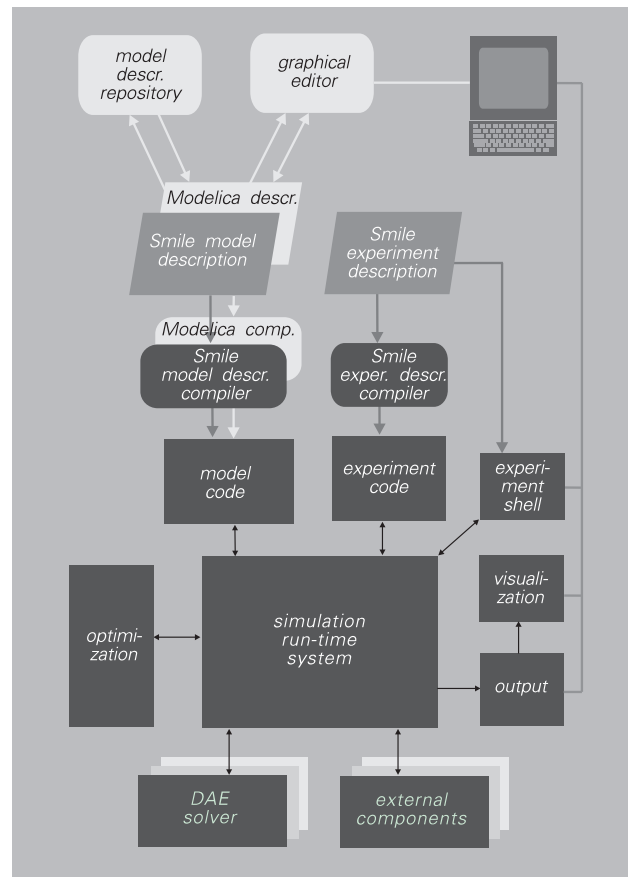 model
descr.
repository
graphical
editor
Modelica descr.
Smile model
description
Smile
experiment
description
Modelica comp.
Smile
model descr.
compiler
Smile
exper. descr.
compiler
model
code
experiment
code
experi-
ment
shell
optimi-
zation
simulation
run-time
system
visuali-
zation
output
DAE
solver
external
components